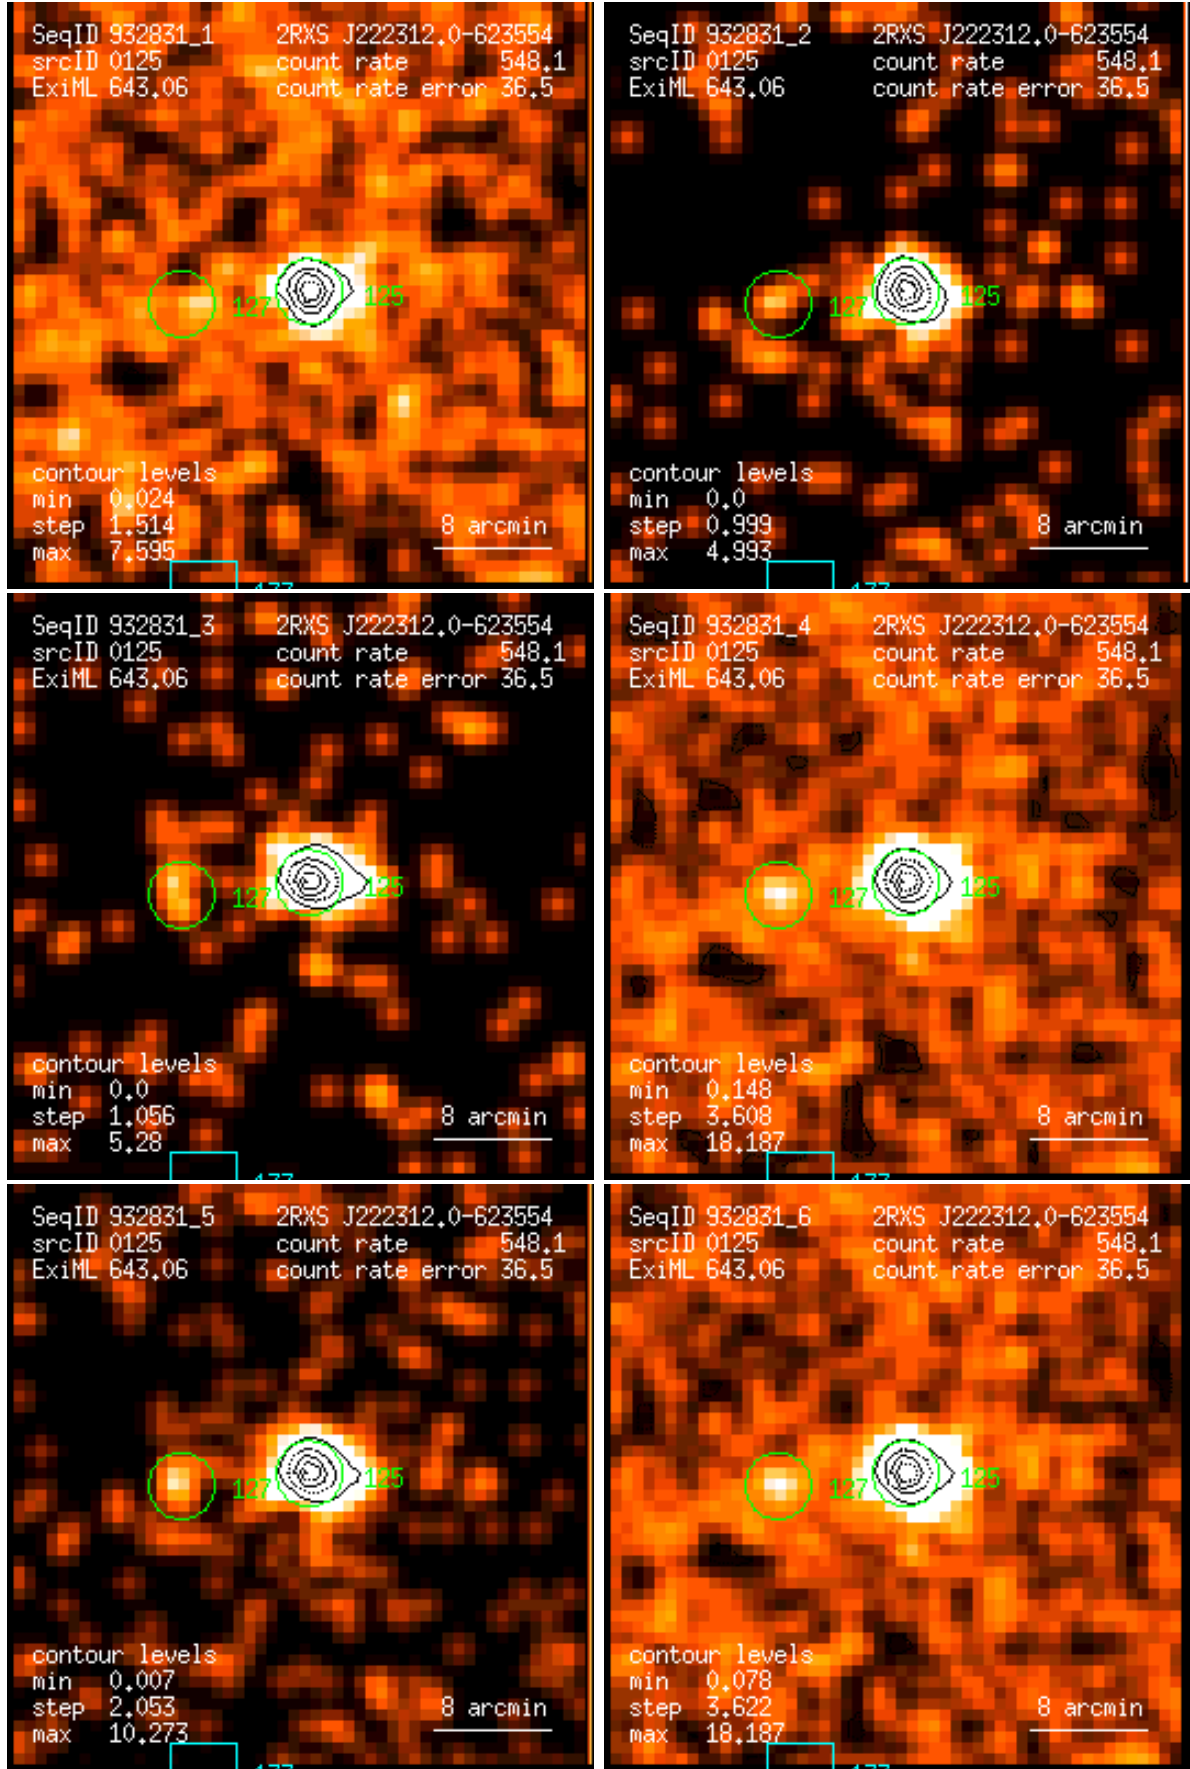 SeqID 932831_1 2RXS J222312.0-623554
srcID 0125 count rate 548.1
ExiML 643.06 count rate error 36.5
127 125
contour levels
min 0.024
step 1.514
max 7.595
8 arcmin
177
SeqID 932831_2 2RXS J222312.0-623554
srcID 0125 count rate 548.1
ExiML 643.06 count rate error 36.5
127 125
contour levels
min 0.0
step 0.999
max 4.993
8 arcmin
177
SeqID 932831_3 2RXS J222312.0-623554
srcID 0125 count rate 548.1
ExiML 643.06 count rate error 36.5
127 125
contour levels
min 0.0
step 1.056
max 5.28
8 arcmin
177
SeqID 932831_4 2RXS J222312.0-623554
srcID 0125 count rate 548.1
ExiML 643.06 count rate error 36.5
127 125
contour levels
min 0.148
step 3.608
max 18.187
8 arcmin
177
SeqID 932831_5 2RXS J222312.0-623554
srcID 0125 count rate 548.1
ExiML 643.06 count rate error 36.5
127 125
contour levels
min 0.007
step 2.053
max 10.273
8 arcmin
177
SeqID 932831_6 2RXS J222312.0-623554
srcID 0125 count rate 548.1
ExiML 643.06 count rate error 36.5
127 125
contour levels
min 0.078
step 3.622
max 18.187
8 arcmin
177